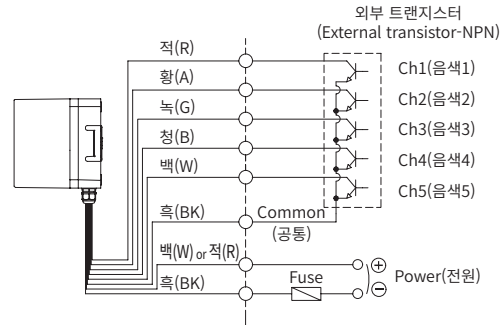 외부 트랜지스터
(External transistor-NPN)
적(R)
Ch1(음색1)
황(A)
Ch2(음색2)
녹(G)
Ch3(음색3)
청(B)
Ch4(음색4)
백(W)
Ch5(음색5)
흑(BK)
Common
(공통)
백(W) or 적(R)
Fuse
Power(전원)
흑(BK)